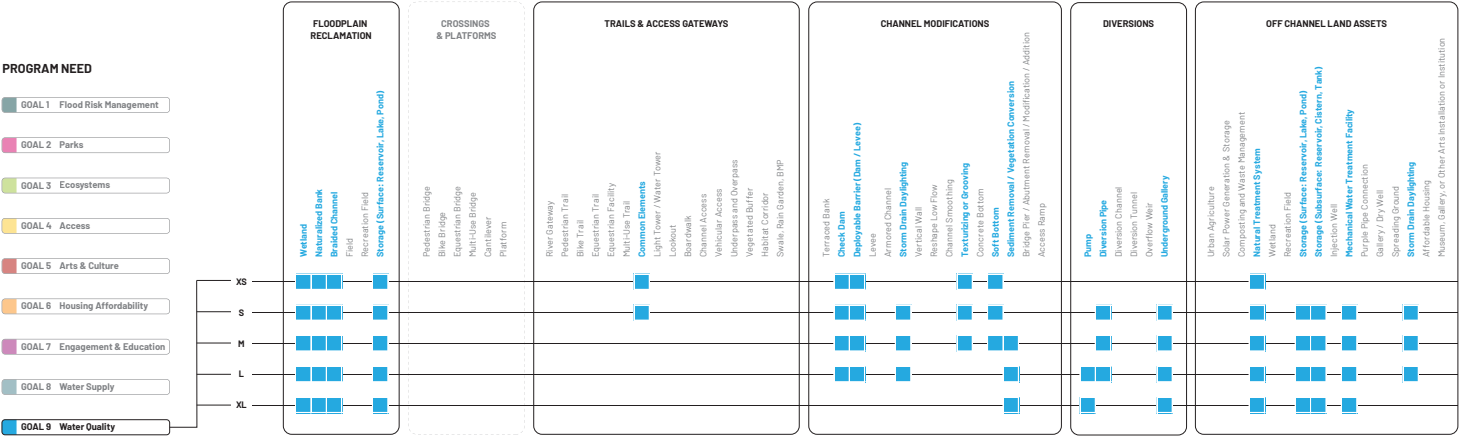 FLOODPLAIN
RECLAMATION
CROSSINGS
& PLATFORMS
TRAILS & ACCESS GATEWAYS
CHANNEL MODIFICATIONS
DIVERSIONS
OFF CHANNEL LAND ASSETS
PROGRAM NEED
GOAL 1 Flood Risk Management
GOAL 2 Parks
GOAL 3 Ecosystems
GOAL 4 Access
GOAL 5 Arts & Culture
GOAL 6 Housing Affordability
GOAL 7 Engagement & Education
GOAL 8 Water Supply
GOAL 9 Water Quality
Wetland
Naturalized Bank
Braided Channel
Field
Recreation Field
Storage (Surface: Reservoir, Lake, Pond)
Pedestrian Bridge
Bike Bridge
Equestrian Bridge
Multi-Use Bridge
Cantilever
Platform
River Gateway
Pedestrian Trail
Bike Trail
Equestrian Trail
Equestrian Facility
Multi-Use Trail
Common Elements
Light Tower / Water Tower
Lookout
Boardwalk
Channel Access
Vehicular Access
Underpass and Overpass
Vegetated Buffer
Habitat Corridor
Swale, Rain Garden, BMP
Terraced Bank
Check Dam
Deployable Barrier (Dam / Levee)
Levee
Armored Channel
Storm Drain Daylighting
Vertical Wall
Reshape Low Flow
Channel Smoothing
Texturizing or Grooving
Concrete Bottom
Soft Bottom
Sediment Removal / Vegetation Conversion
Bridge Pier / Abutment Removal / Modification / Addition
Access Ramp
Pump
Diversion Pipe
Diversion Channel
Diversion Tunnel
Overflow Weir
Underground Gallery
Urban Agriculture
Solar Power Generation & Storage
Composting and Waste Management
Natural Treatment System
Wetland
Recreation Field
Storage (Surface: Reservoir, Lake, Pond)
Storage (Subsurface: Reservoir, Cistern, Tank)
Injection Well
Mechanical Water Treatment Facility
Purple Pipe Connection
Gallery / Dry Well
Spreading Ground
Storm Drain Daylighting
Affordable Housing
Museum, Gallery, or Other Arts Installation or Institution
XS
S
M
L
XL